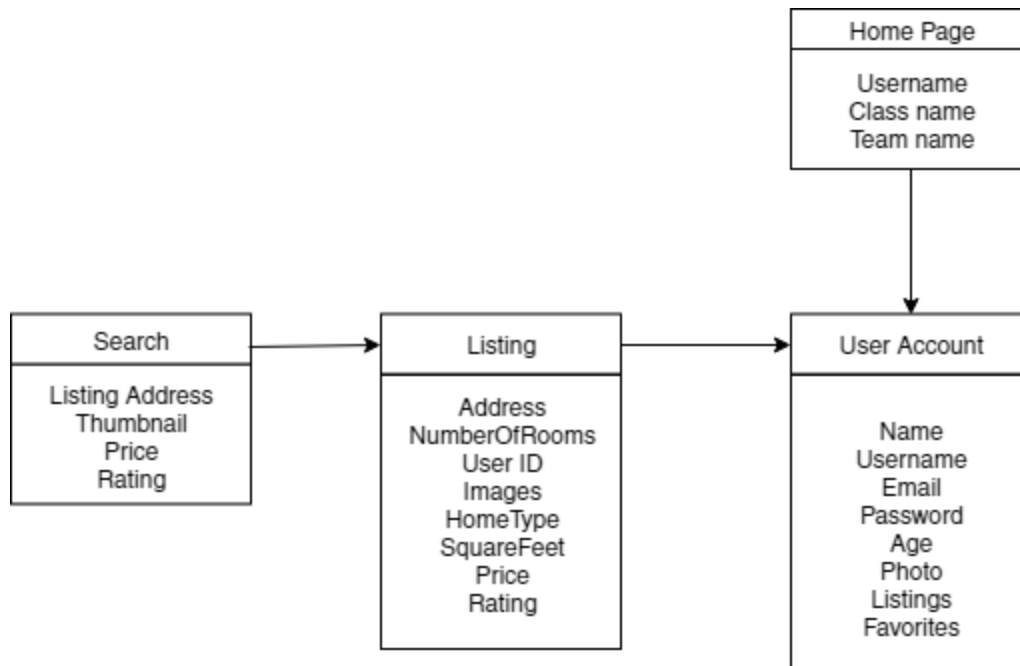 Home Page
Username
Class name
Team name
Search
Listing Address
Thumbnail
Price
Rating
Listing
Address
NumberOfRooms
User ID
Images
HomeType
SquareFeet
Price
Rating
User Account
Name
Username
Email
Password
Age
Photo
Listings
Favorites